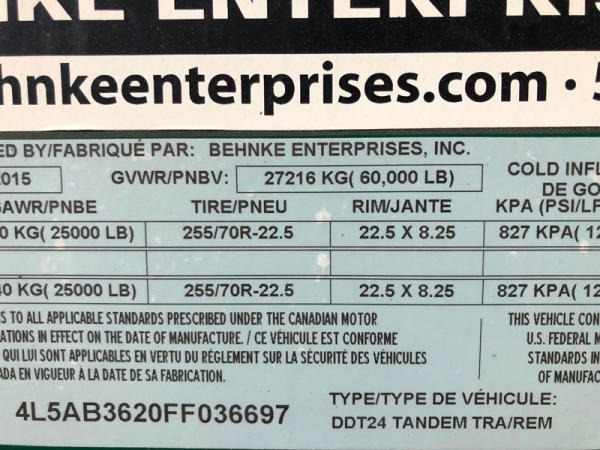 KE ENTERPRIS
hnkeenterprises.com · 5
ED BY/FABRIQUÉ PAR: BEHNKE ENTERPRISES, INC.
2015 GVWR/PNBV: 27216 KG( 60,000 LB) COLD INFL
DE GO
GAWR/PNBE TIRE/PNEU RIM/JANTE KPA (PSI/LP
0 KG( 25000 LB) 255/70R-22.5 22.5 X 8.25 827 KPA( 12
40 KG( 25000 LB) 255/70R-22.5 22.5 X 8.25 827 KPA( 12
S TO ALL APPLICABLE STANDARDS PRESCRIBED UNDER THE CANADIAN MOTOR THIS VEHICLE CON
ATIONS IN EFFECT ON THE DATE OF MANUFACTURE. / CE VÉHICULE EST CONFORME U.S. FEDERAL M
QUI LUI SONT APPLICABLES EN VERTU DU RÉGLEMENT SUR LA SÉCURITÉ DES VÉHICULES STANDARDS IN
ADA EN VIGUEUR À LA DATE DE SA FABRICATION. OF MANUFAC
4L5AB3620FF036697 TYPE/TYPE DE VÉHICULE:
DDT24 TANDEM TRA/REM